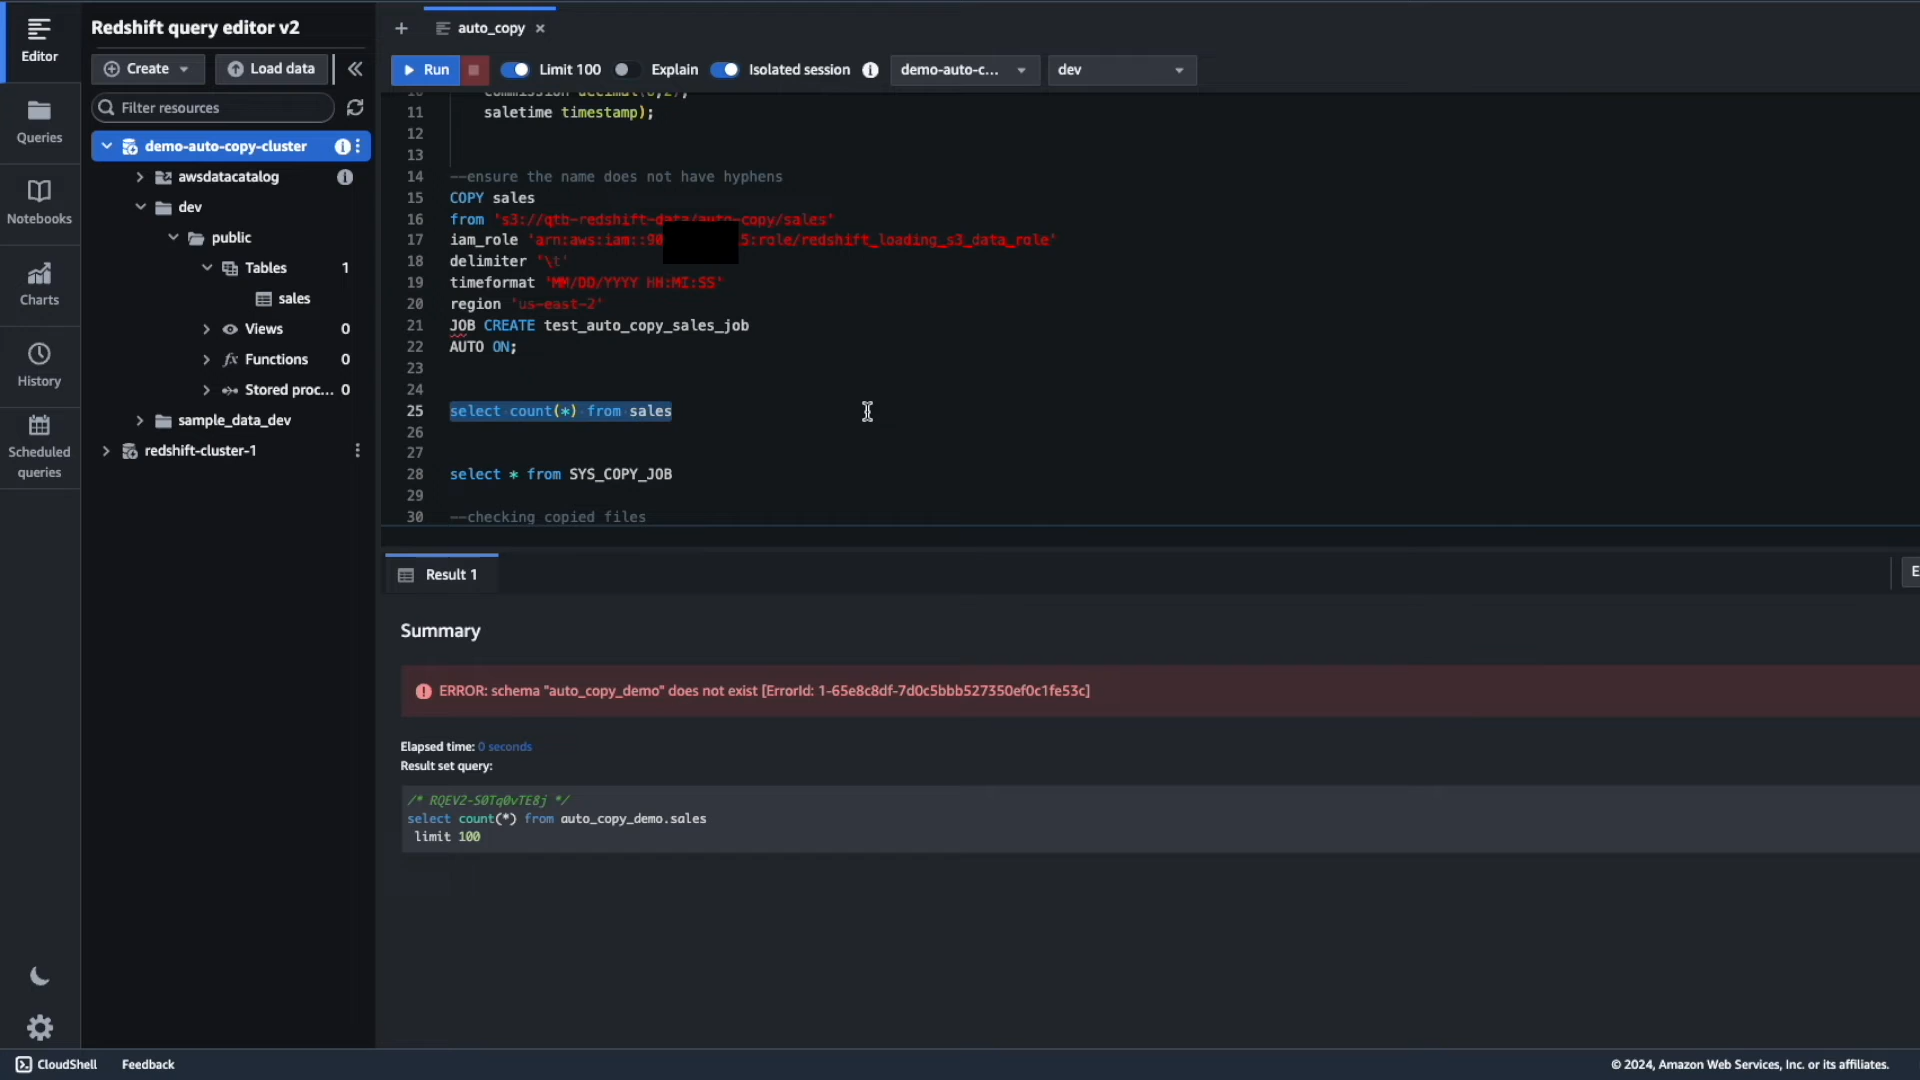 Redshift query editor v2
auto_copy
Editor
Create
Load data
Run
Limit 100
Explain
Isolated session
demo-auto-c...
dev
Filter resources
Queries
Notebooks
Charts
History
Scheduled
queries
demo-auto-copy-cluster
awsdatacatalog
dev
public
Tables 1
sales
Views 0
Functions 0
Stored proc... 0
sample_data_dev
redshift-cluster-1
11 saletime timestamp);
12
13
14 --ensure the name does not have hyphens
15 COPY sales
16 from 's3://qtb-redshift-data/auto-copy/sales'
17 iam_role 'arn:aws:iam::90 5:role/redshift_loading_s3_data_role'
18 delimiter '\t'
19 timeformat 'MM/DD/YYYY HH:MI:SS'
20 region 'us-east-2'
21 JOB CREATE test_auto_copy_sales_job
22 AUTO ON;
23
24
25 select count(*) from sales
26
27
28 select * from SYS_COPY_JOB
29
30 --checking copied files
Result 1
E
Summary
ERROR: schema "auto_copy_demo" does not exist [ErrorId: 1-65e8c8df-7d0c5bbb527350ef0c1fe53c]
Elapsed time: 0 seconds
Result set query:
/* RQEV2-S0Tq0vTE8j */
select count(*) from auto_copy_demo.sales
limit 100
CloudShell
Feedback
© 2024, Amazon Web Services, Inc. or its affiliates.